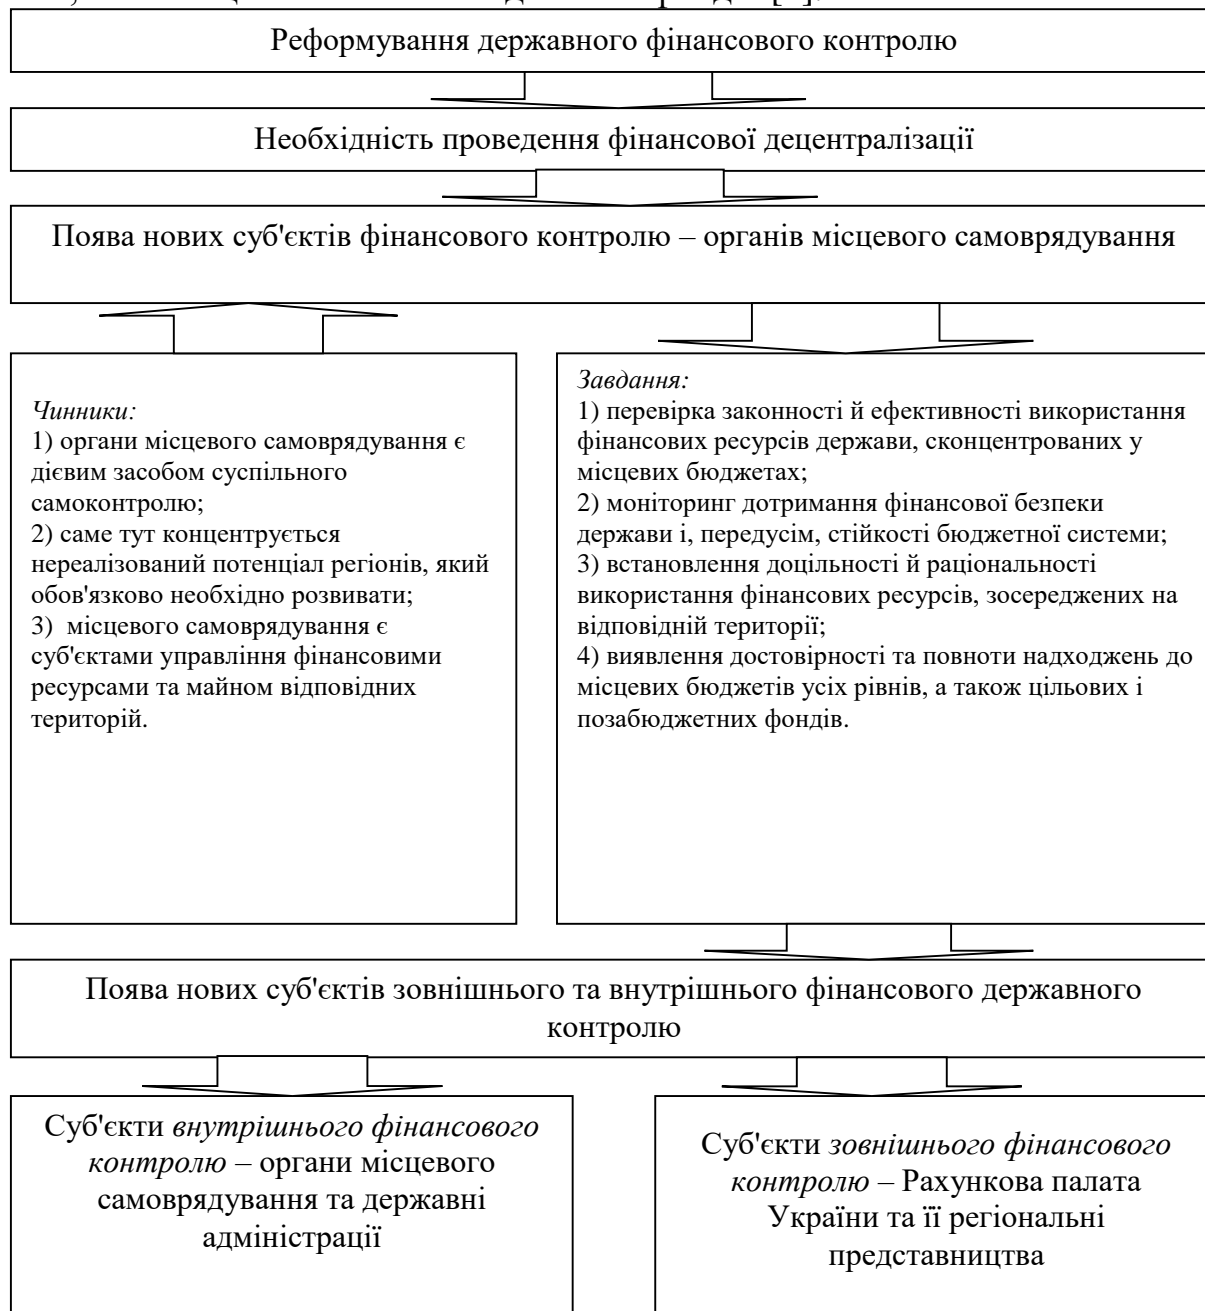 Реформування державного фінансового контролю
Необхідність проведення фінансової децентралізації
Поява нових суб'єктів фінансового контролю – органів місцевого самоврядування
Чинники:
1) органи місцевого самоврядування є
дієвим засобом суспільного
самоконтролю;
2) саме тут концентрується
нереалізований потенціал регіонів, який
обов'язково необхідно розвивати;
3) місцевого самоврядування є
суб'єктами управління фінансовими
ресурсами та майном відповідних
територій.
Завдання:
1) перевірка законності й ефективності використання
фінансових ресурсів держави, сконцентрованих у
місцевих бюджетах;
2) моніторинг дотримання фінансової безпеки
держави і, передусім, стійкості бюджетної системи;
3) встановлення доцільності й раціональності
використання фінансових ресурсів, зосереджених на
відповідній території;
4) виявлення достовірності та повноти надходжень до
місцевих бюджетів усіх рівнів, а також цільових і
позабюджетних фондів.
Поява нових суб'єктів зовнішнього та внутрішнього фінансового державного
контролю
Суб'єкти внутрішнього фінансового
контролю – органи місцевого
самоврядування та державні
адміністрації
Суб'єкти зовнішнього фінансового
контролю – Рахункова палата
України та її регіональні
представництва